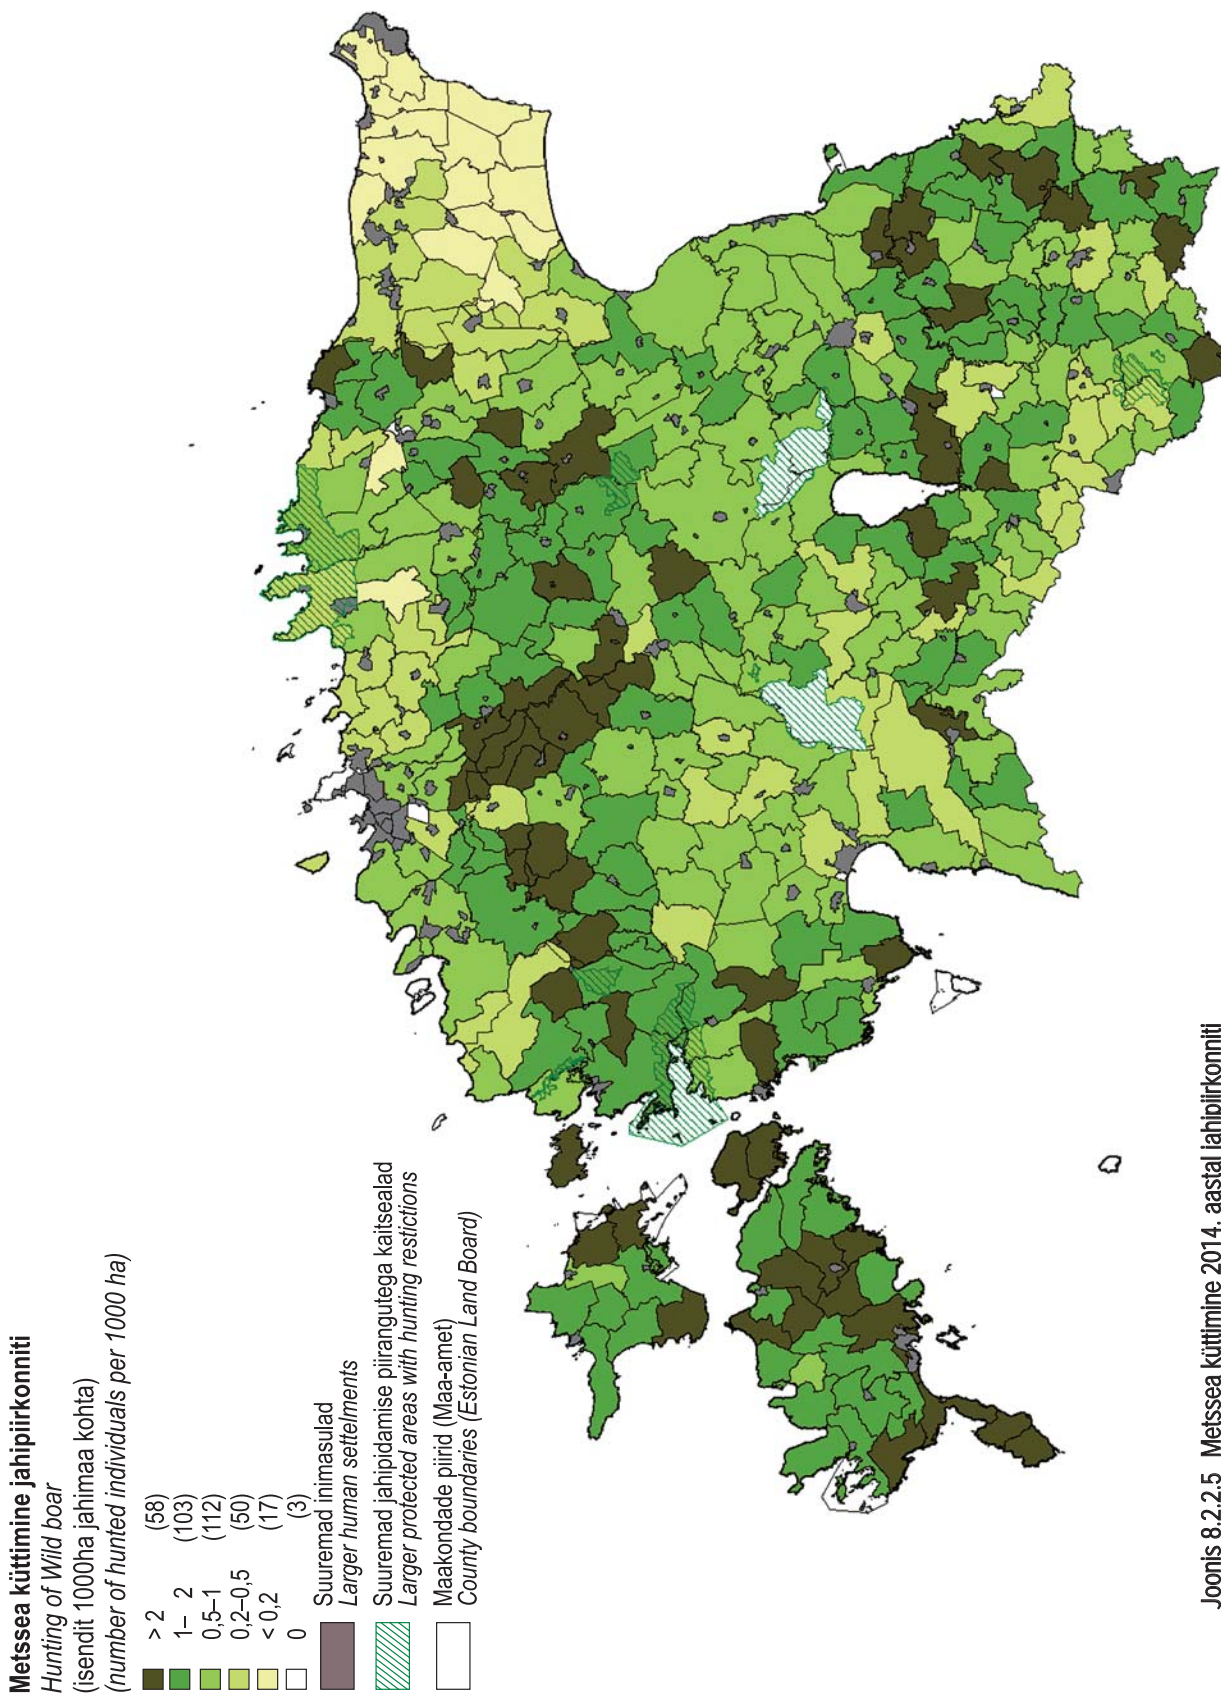 Metssea küttimine jahipiirkonniti
Hunting of Wild boar
(isendit 1000ha jahimaa kohta)
(number of hunted individuals per 1000 ha)
> 2 (58)
1– 2 (103)
0,5–1 (112)
0,2–0,5 (50)
< 0,2 (17)
0 (3)
Suuremad inimasulad
Larger human settelments
Suuremad jahipidamise piirangutega kaitsealad
Larger protected areas with hunting restictions
Maakondade piirid (Maa-amet)
County boundaries (Estonian Land Board)
Joonis 8.2.2.5 Metssea küttimine 2014. aastal jahipiirkonniti